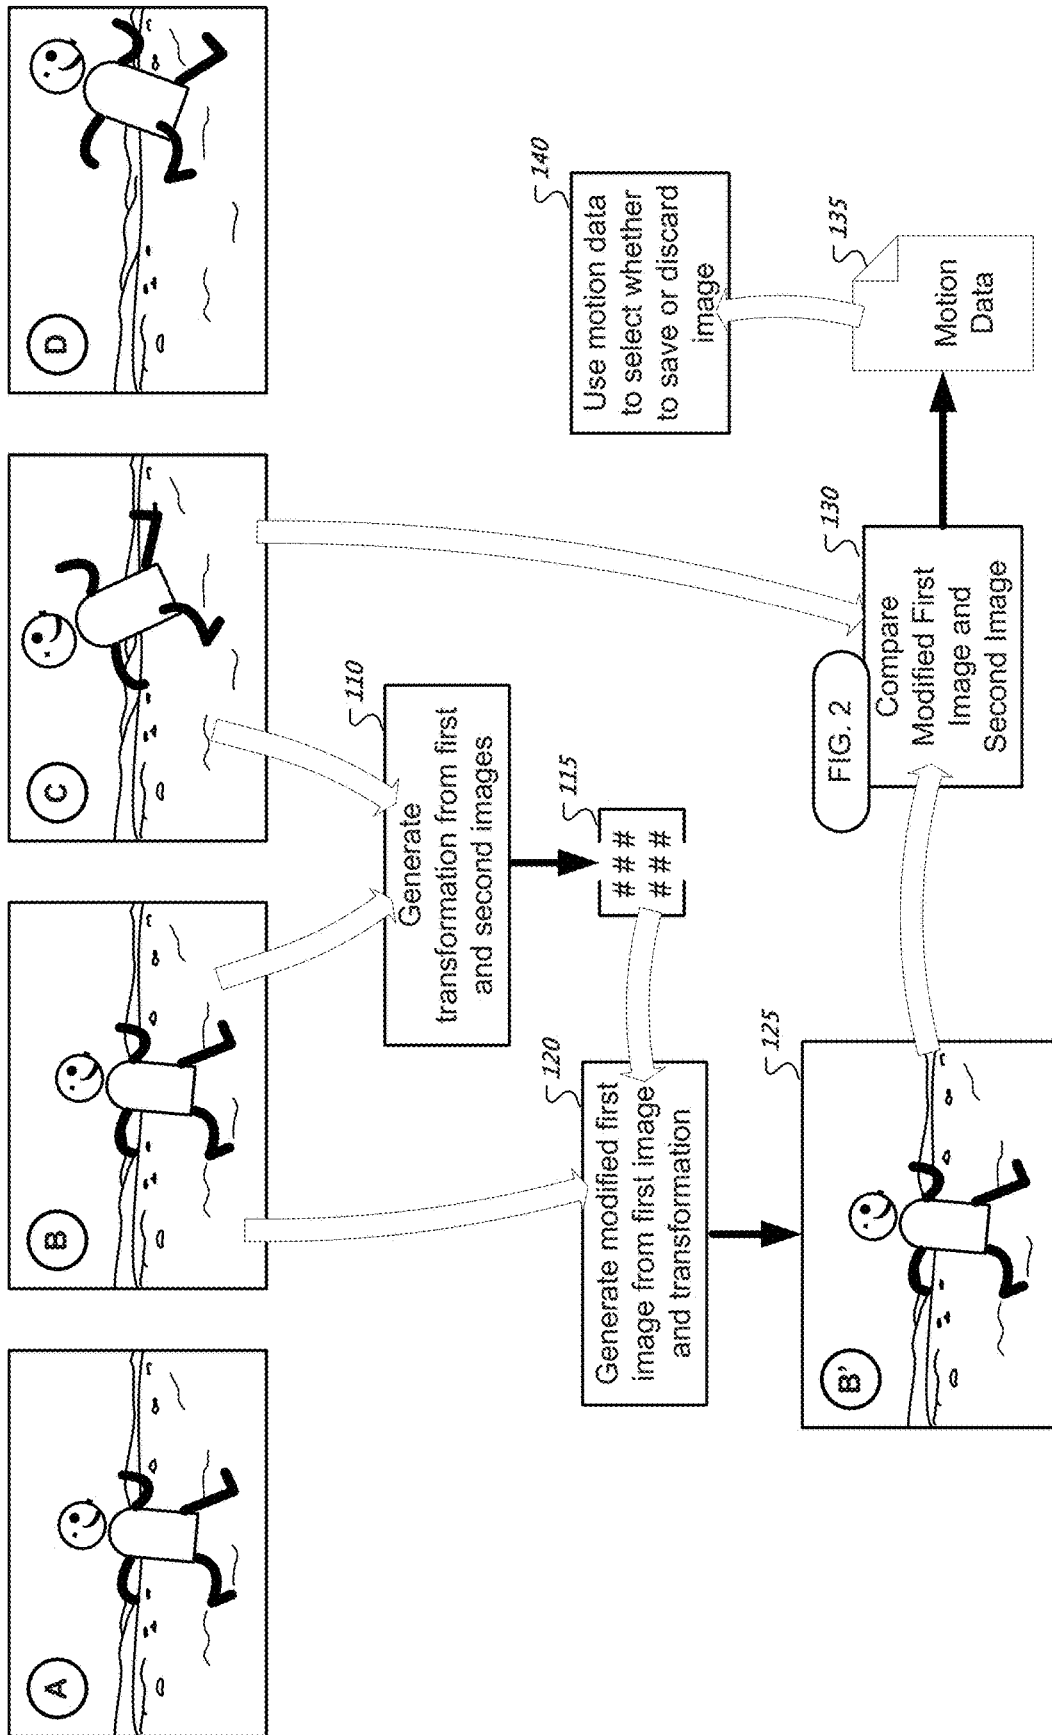 A
B
C
D
110
Generate
transformation from first
and second images
115
# # #
# # #
120
Generate modified first
image from first image
and transformation
125
B'
FIG. 2
130
Compare
Modified First
Image and
Second Image
135
Motion
Data
140
Use motion data
to select whether
to save or discard
image